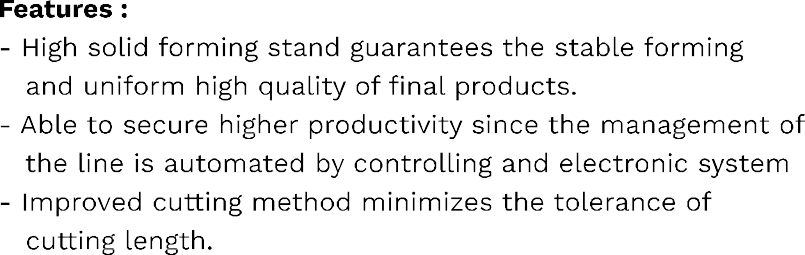 Features :
- High solid forming stand guarantees the stable forming
and uniform high quality of final products.
- Able to secure higher productivity since the management of
the line is automated by controlling and electronic system
- Improved cutting method minimizes the tolerance of
cutting length.